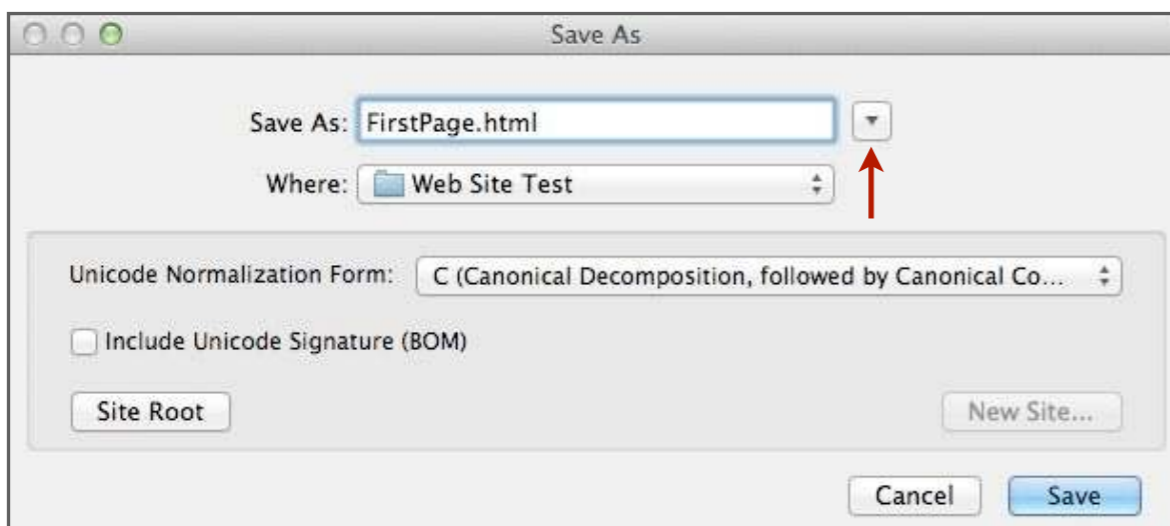 Save As
Save As: FirstPage.html
Where: Web Site Test
Unicode Normalization Form: C (Canonical Decomposition, followed by Canonical Co...
Include Unicode Signature (BOM)
Site Root New Site...
Cancel Save